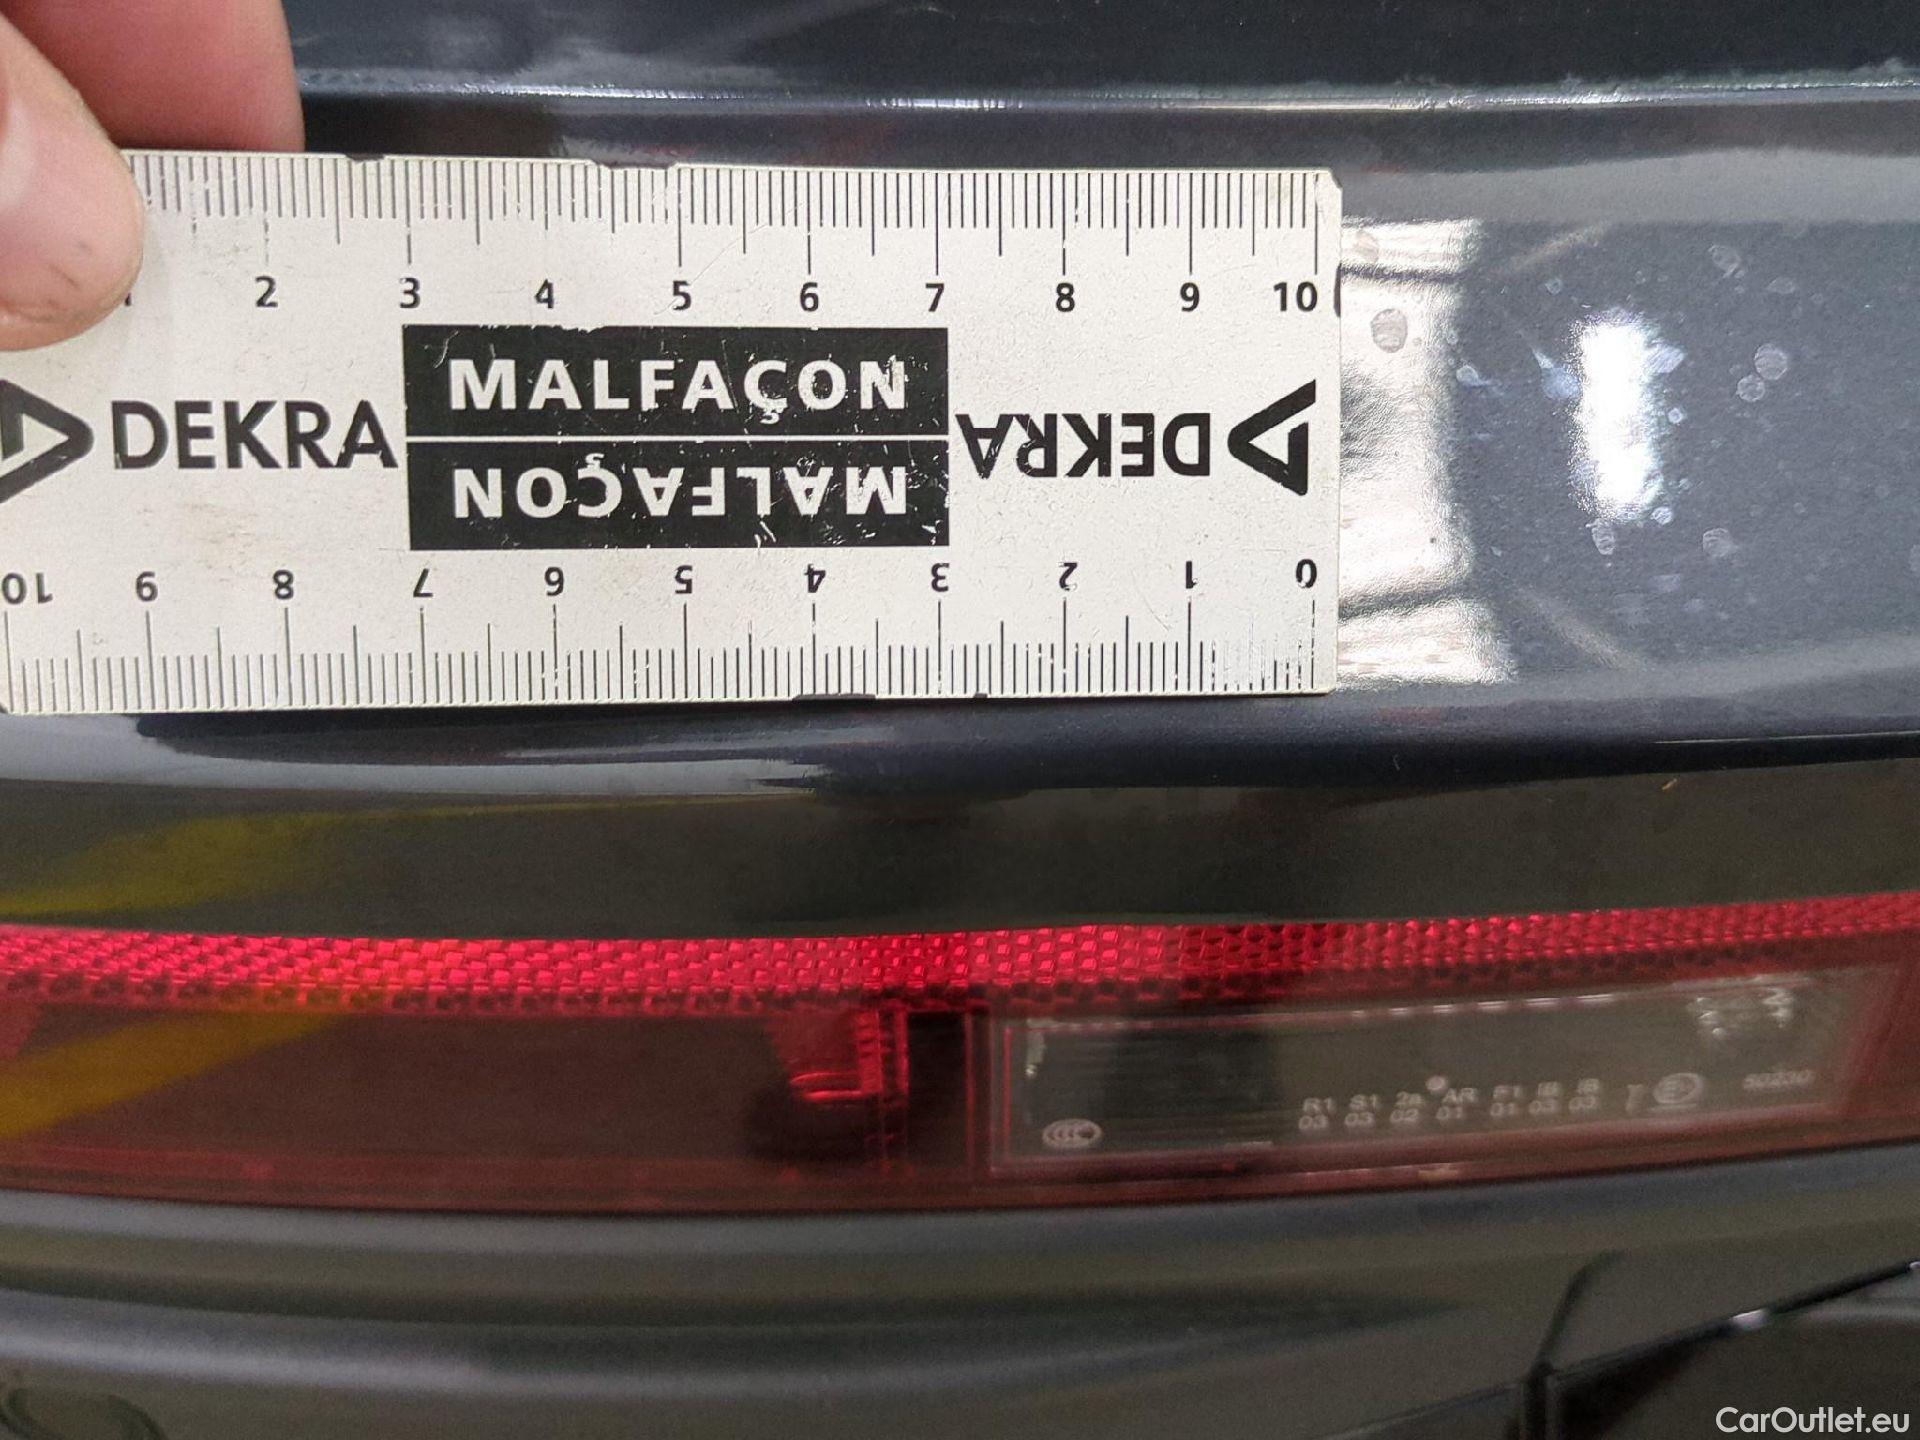 1 2 3 4 5 6 7 8 9 10
DEKRA MALFAÇON DEKRA
MALFAÇON
10 9 8 7 6 5 4 3 2 1 0
R1 S1 2a AR F1 IB IB
03 03 02 01 01 03 03
50230
CCC
CarOutlet.eu